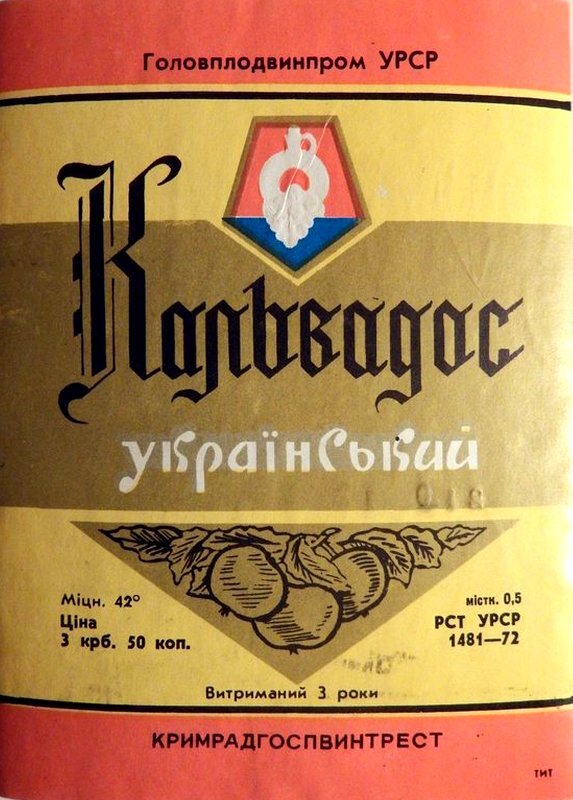 Головплодвинпром УРСР
Кальвадос
український
Міцн. 42°
Ціна
3 крб. 50 коп.
містк. 0,5
РСТ УРСР
1481—72
Витриманий 3 роки
КРИМРАДГОСПВИНТРЕСТ
ТИТ